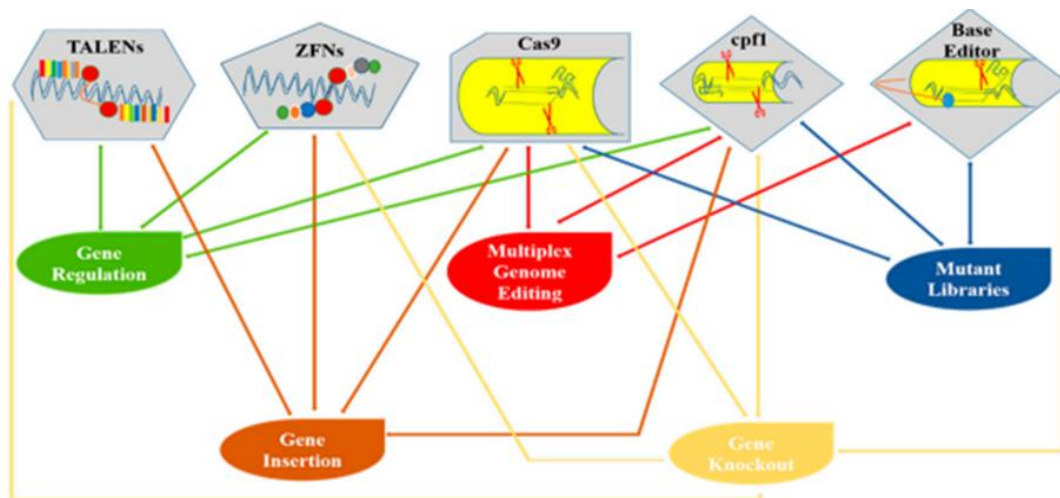 TALENs
ZFNs
Cas9
cpf1
Base
Editor
Gene
Regulation
Multiplex
Genome
Editing
Mutant
Libraries
Gene
Insertion
Gene
Knockout